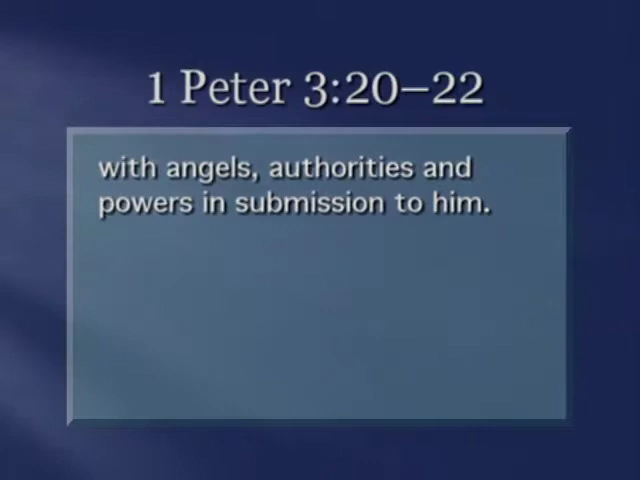 1 Peter 3:20–22
with angels, authorities and
powers in submission to him.